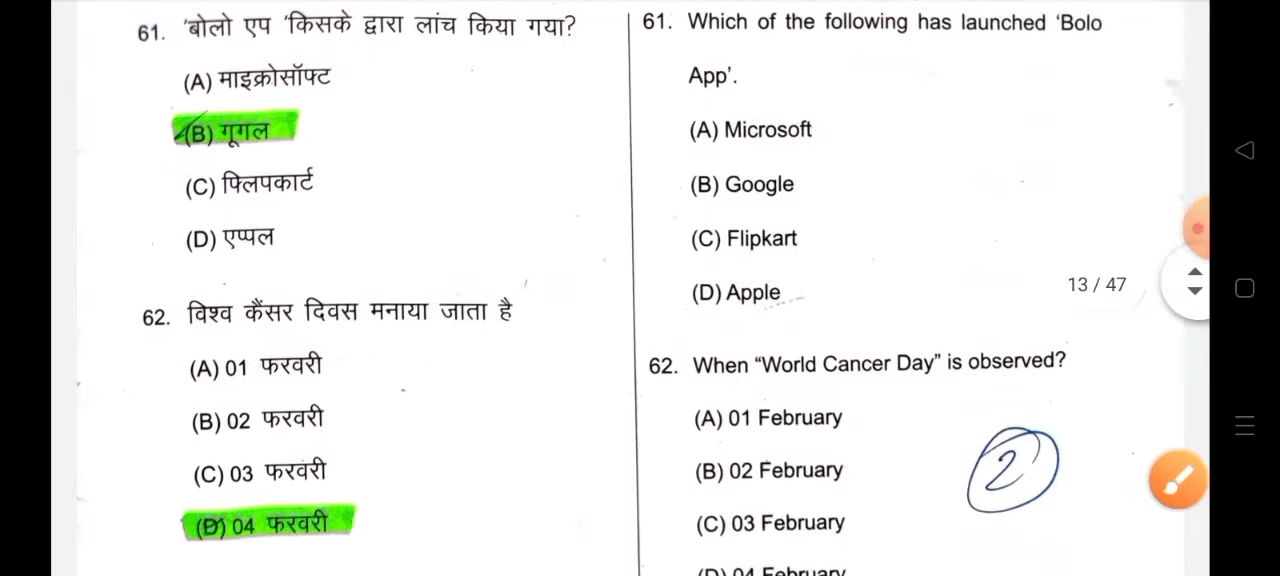 61. 'बोलो एप 'किसके द्वारा लांच किया गया?
(A) माइक्रोसॉफ्ट
(B) गूगल
(C) फ्लिपकार्ट
(D) एप्पल
62. विश्व कैंसर दिवस मनाया जाता है
(A) 01 फरवरी
(B) 02 फरवरी
(C) 03 फरवरी
(D) 04 फरवरी
61. Which of the following has launched ‘Bolo
App’.
(A) Microsoft
(B) Google
(C) Flipkart
(D) Apple
13 / 47
62. When “World Cancer Day” is observed?
(A) 01 February
(B) 02 February
2
(C) 03 February
(D) 04 February